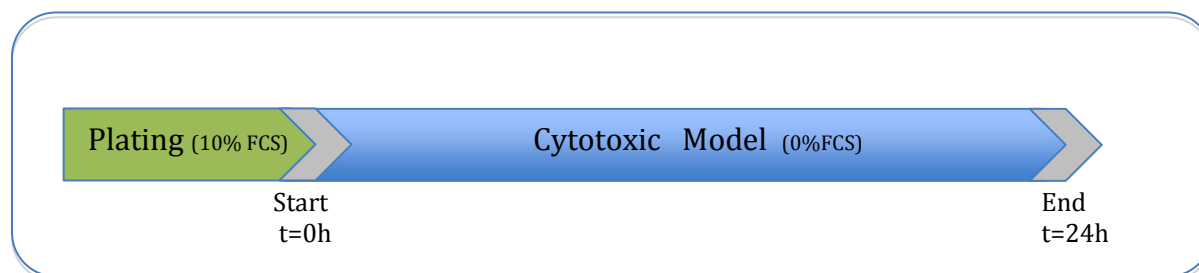 Plating (10% FCS)
Cytotoxic Model (0%FCS)
Start
t=0h
End
t=24h